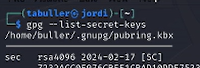 (tabuller㉿jordi)-[~]
gpg --list-secret-keys
/home/buller/.gnupg/pubring.kbx
sec rsa4096 2024-02-17 [SC]